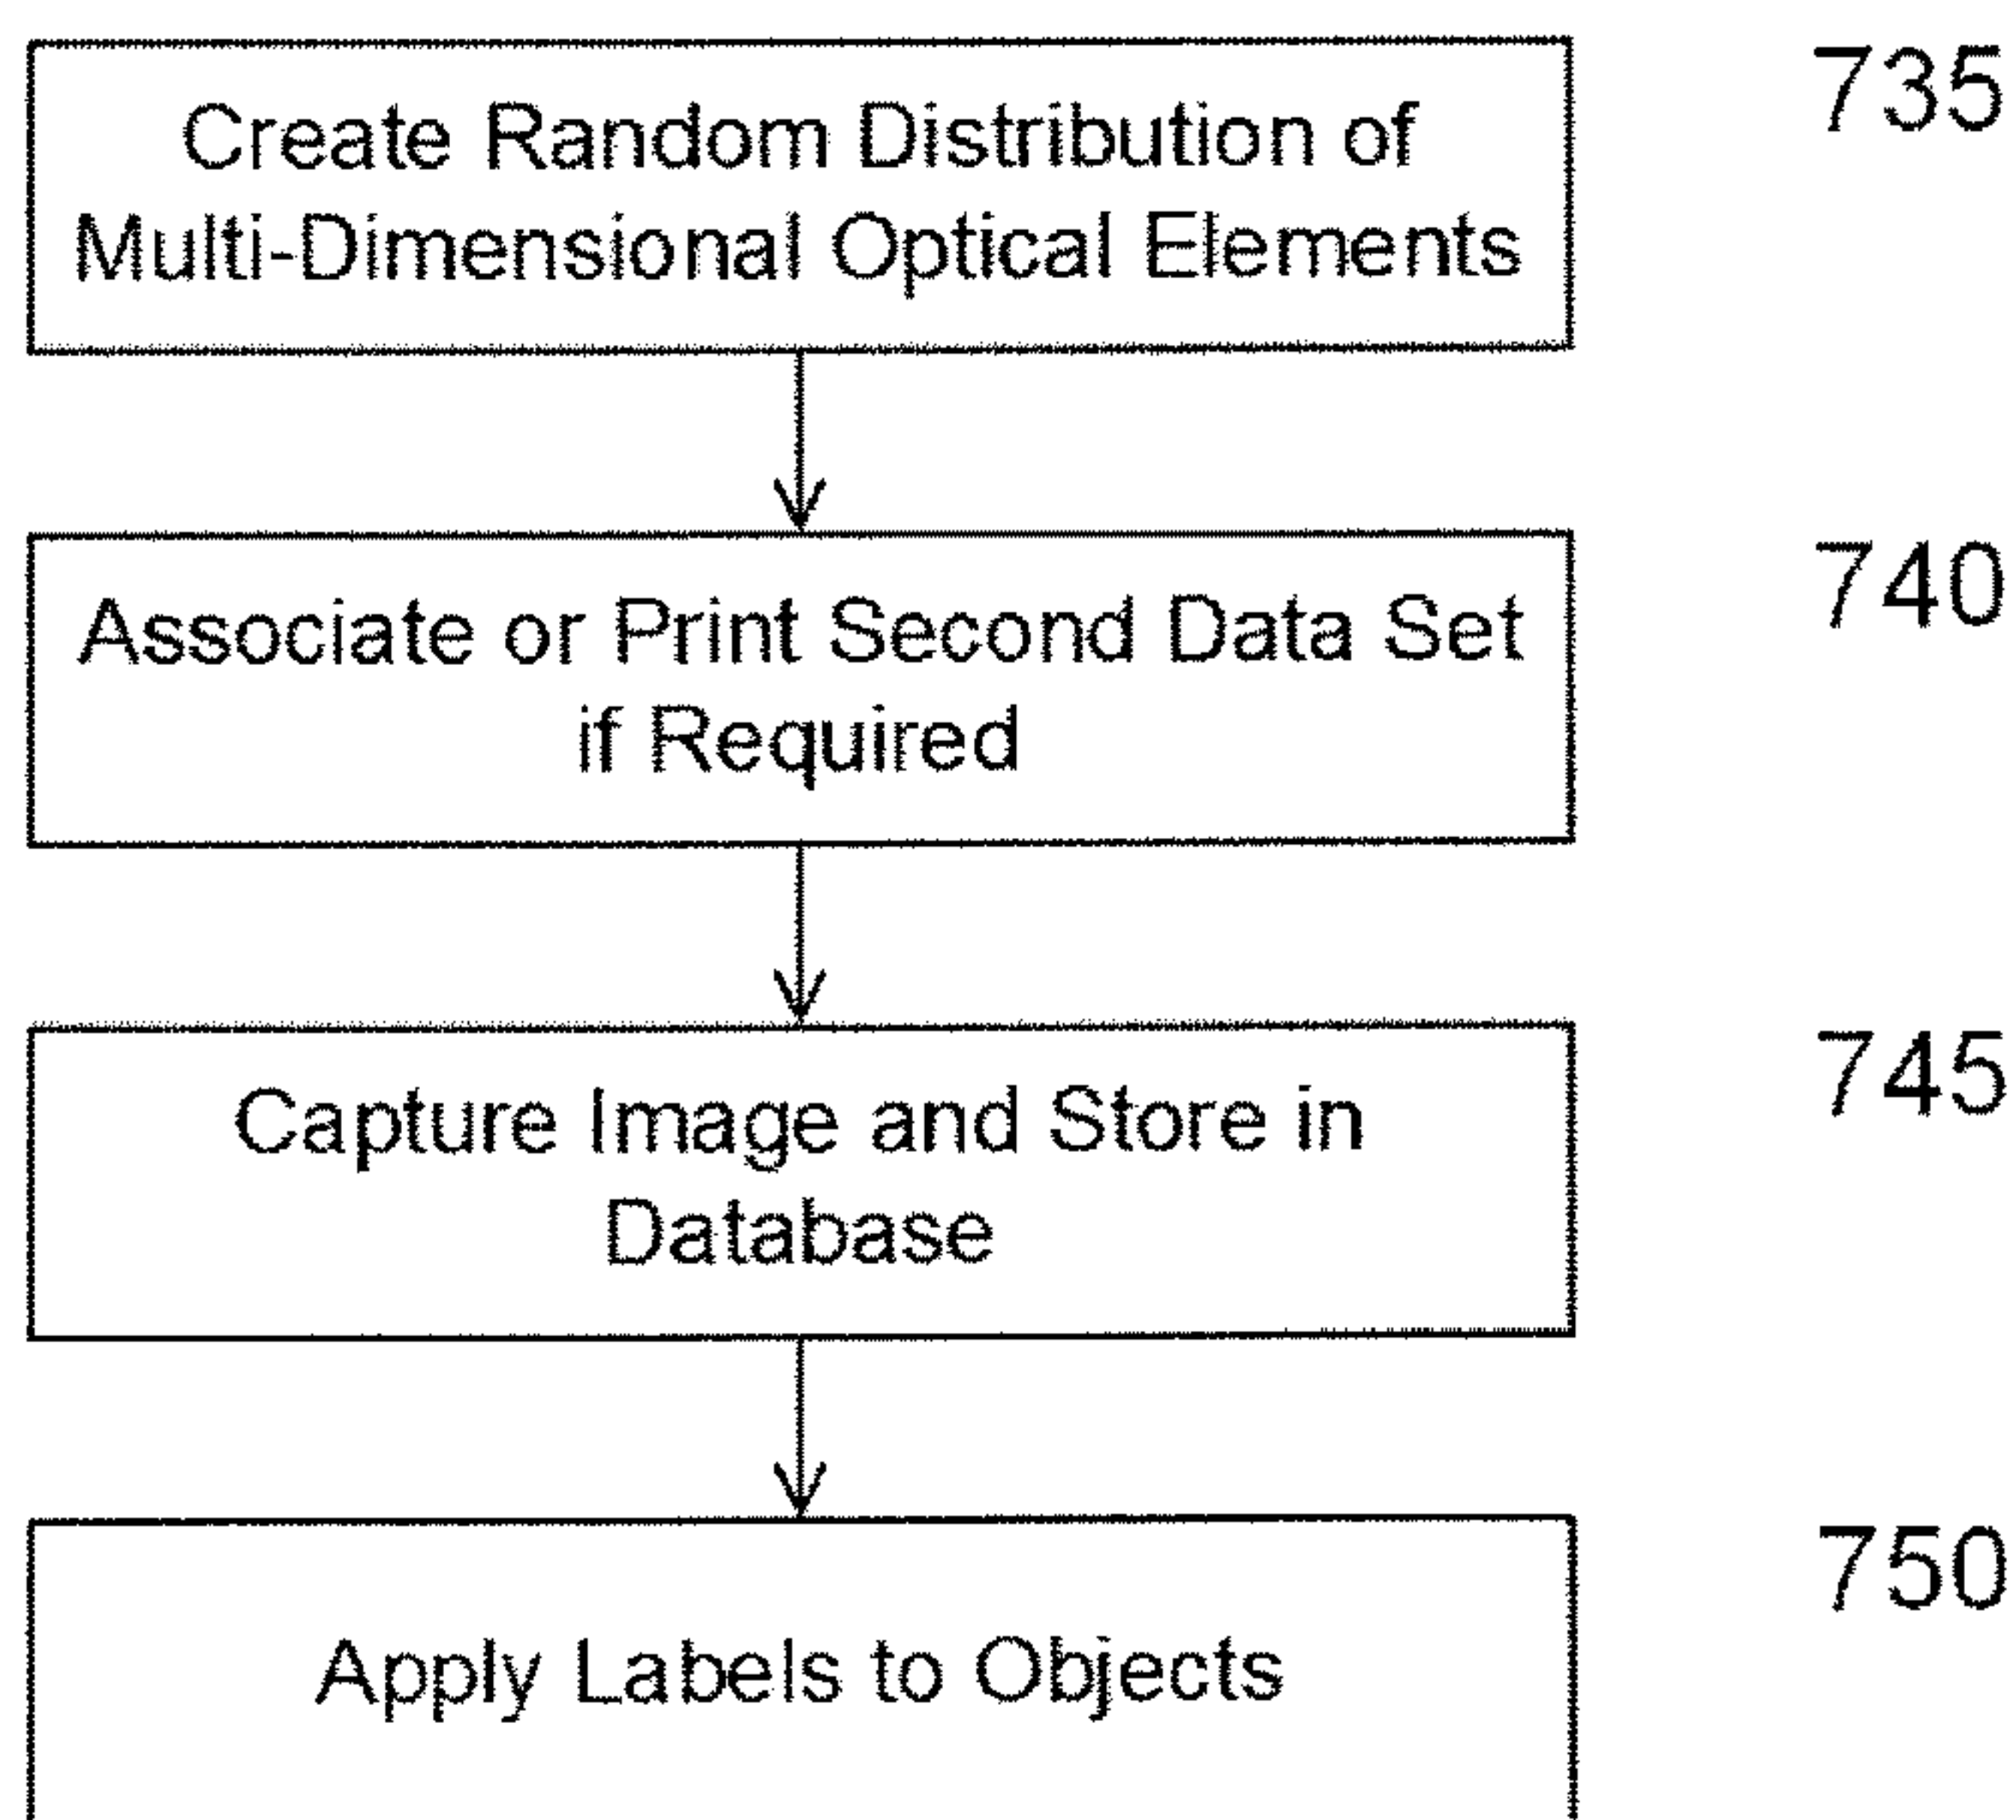 Create Random Distribution of
Multi-Dimensional Optical Elements
735
Associate or Print Second Data Set
if Required
740
Capture Image and Store in
Database
745
Apply Labels to Objects
750